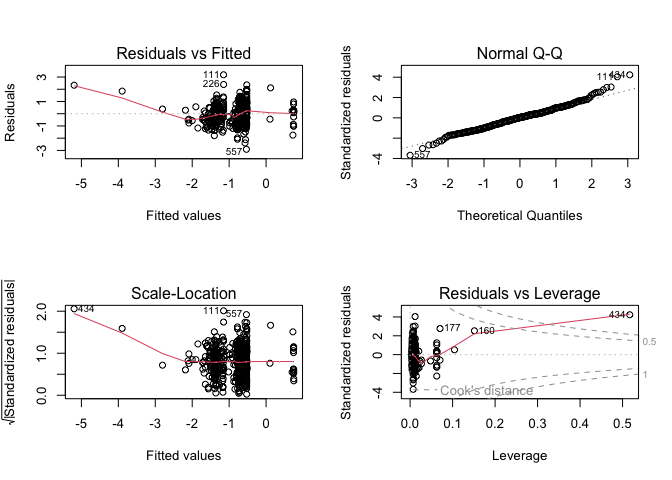 Residuals vs Fitted
Residuals
3
1
-1
-3
111
226
557
-5 -4 -3 -2 -1 0
Fitted values
Normal Q-Q
Standardized residuals
4
2
0
-4
434
557
-3 -2 -1 0 1 2 3
Theoretical Quantiles
Scale-Location
√|Standardized residuals|
2.0
1.0
0.0
434
111
557
-5 -4 -3 -2 -1 0
Fitted values
Residuals vs Leverage
Standardized residuals
4
2
0
-4
177
160
434
0.5
1
Cook's distance
0.0 0.1 0.2 0.3 0.4 0.5
Leverage